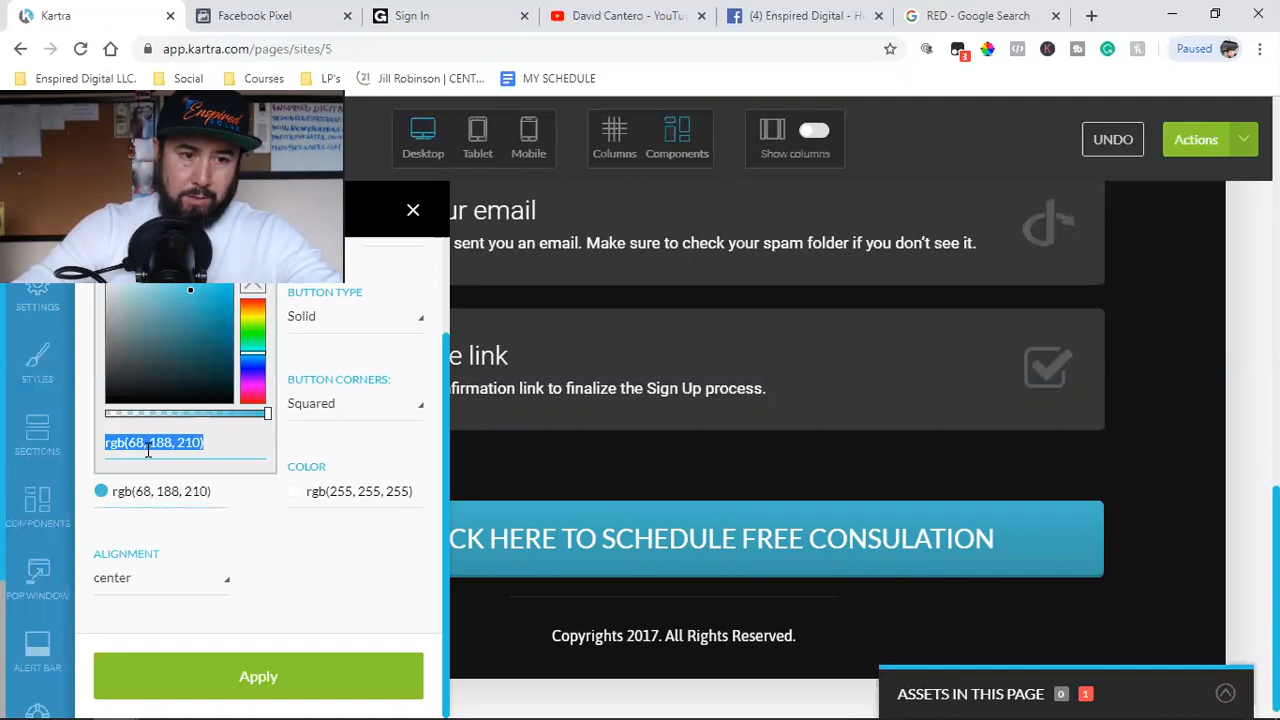 Kartra
Facebook Pixel
Sign In
David Cantero - YouTu
(4) Enspired Digital - H
RED - Google Search
app.kartra.com/pages/sites/5
3
Paused
Enspired Digital LLC.
Social
Courses
LP's
Jill Robinson | CENT...
MY SCHEDULE
Enspired
Desktop
Tablet
Mobile
Columns
Components
Show columns
UNDO
Actions
ur email
sent you an email. Make sure to check your spam folder if you don't see it.
SETTINGS
BUTTON TYPE
Solid
STYLES
e link
firmation link to finalize the Sign Up process.
BUTTON CORNERS:
Squared
SECTIONS
rgb(68, 188, 210)
COLOR
rgb(68, 188, 210)
rgb(255, 255, 255)
COMPONENTS
CK HERE TO SCHEDULE FREE CONSULATION
ALIGNMENT
center
POP WINDOW
Copyrights 2017. All Rights Reserved.
ALERT BAR
Apply
ASSETS IN THIS PAGE 0 1